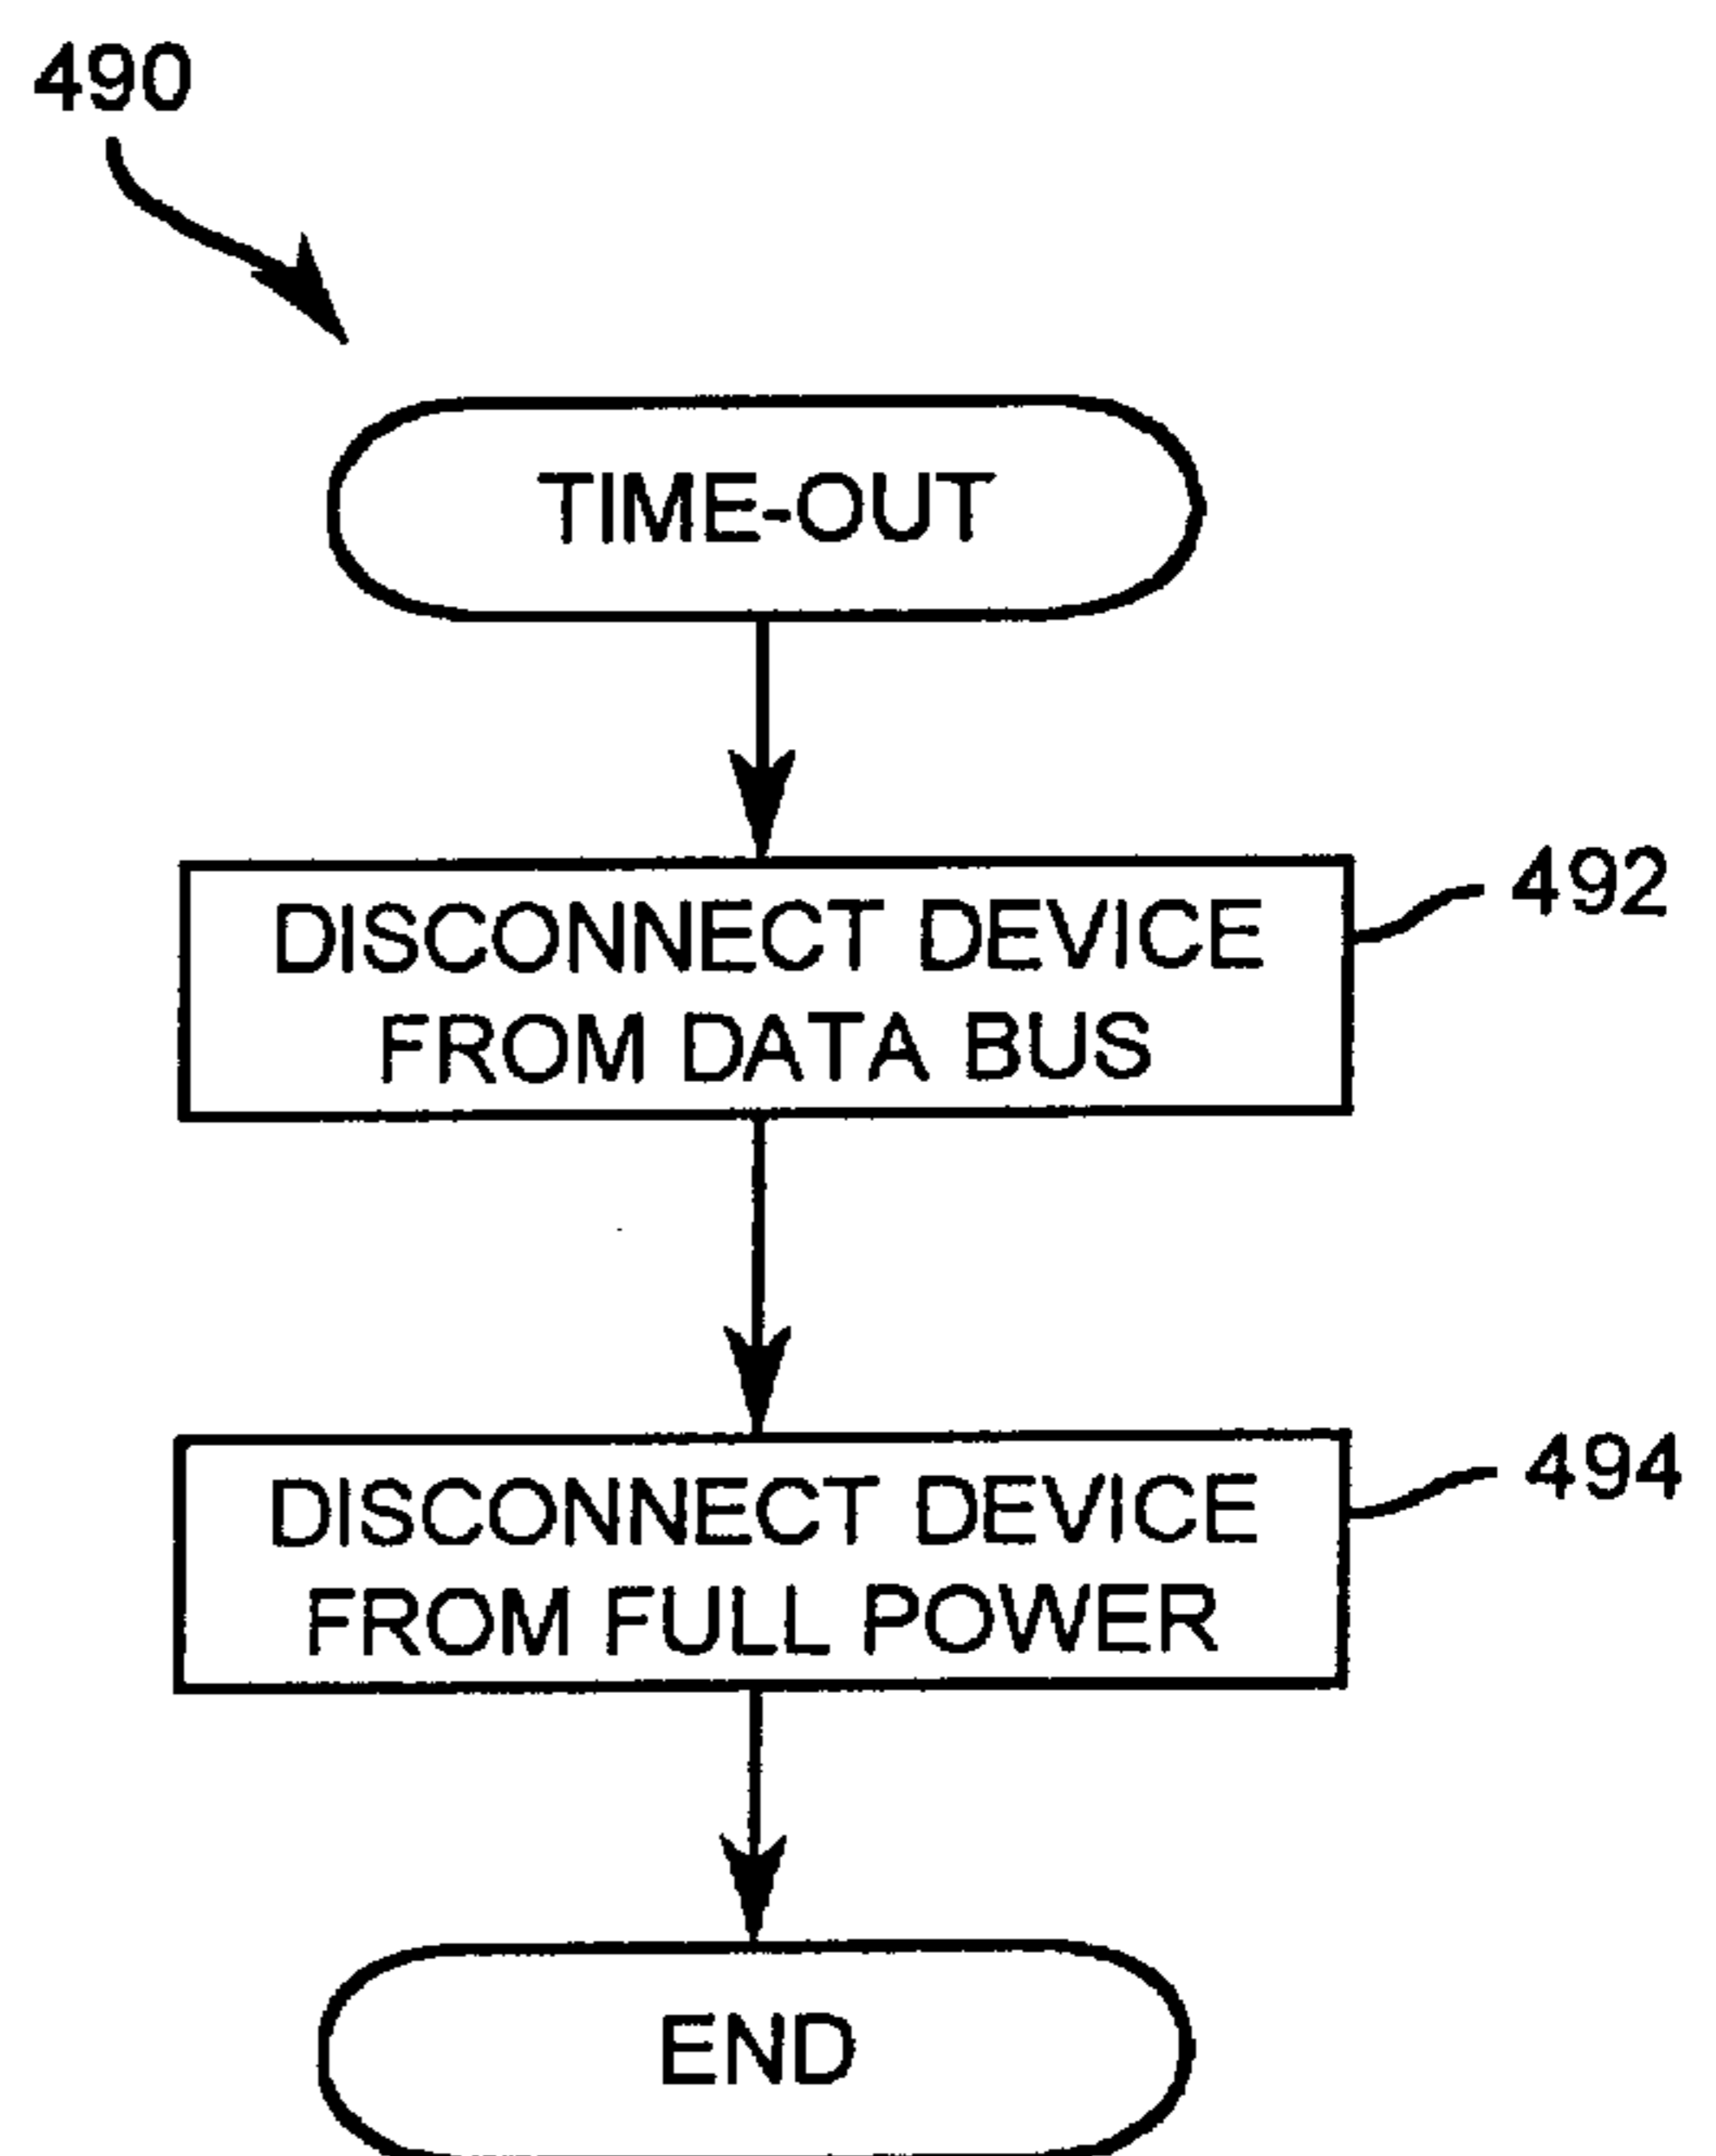 490
TIME-OUT
DISCONNECT DEVICE
FROM DATA BUS
492
DISCONNECT DEVICE
FROM FULL POWER
494
END